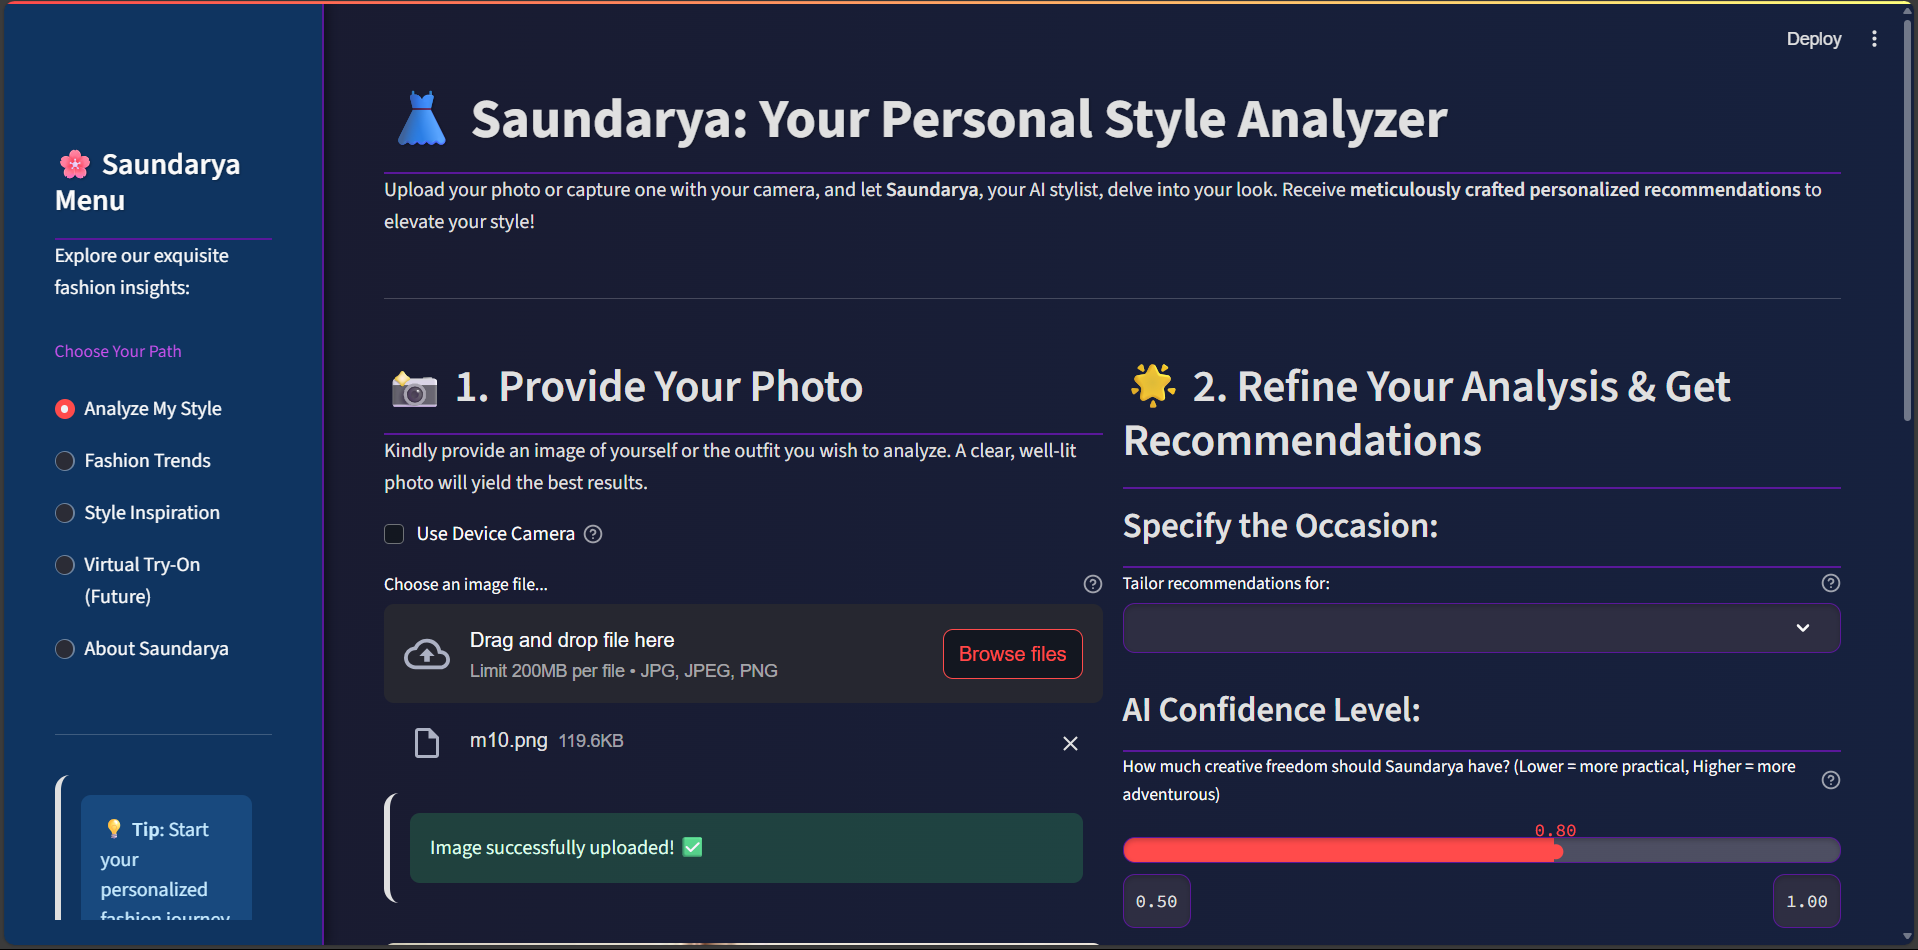 Deploy
🌸 Saundarya
Menu
Explore our exquisite
fashion insights:
Choose Your Path
Analyze My Style
Fashion Trends
Style Inspiration
Virtual Try-On
(Future)
About Saundarya
💡 Tip: Start
your
personalized
fashion journey
👗 Saundarya: Your Personal Style Analyzer
Upload your photo or capture one with your camera, and let Saundarya, your AI stylist, delve into your look. Receive meticulously crafted personalized recommendations to
elevate your style!
📸 1. Provide Your Photo
Kindly provide an image of yourself or the outfit you wish to analyze. A clear, well-lit
photo will yield the best results.
Use Device Camera
Choose an image file...
Drag and drop file here
Limit 200MB per file • JPG, JPEG, PNG
Browse files
m10.png 119.6KB
Image successfully uploaded! ✅
🌟 2. Refine Your Analysis & Get
Recommendations
Specify the Occasion:
Tailor recommendations for:
AI Confidence Level:
How much creative freedom should Saundarya have? (Lower = more practical, Higher = more
adventurous)
0.80
0.50
1.00